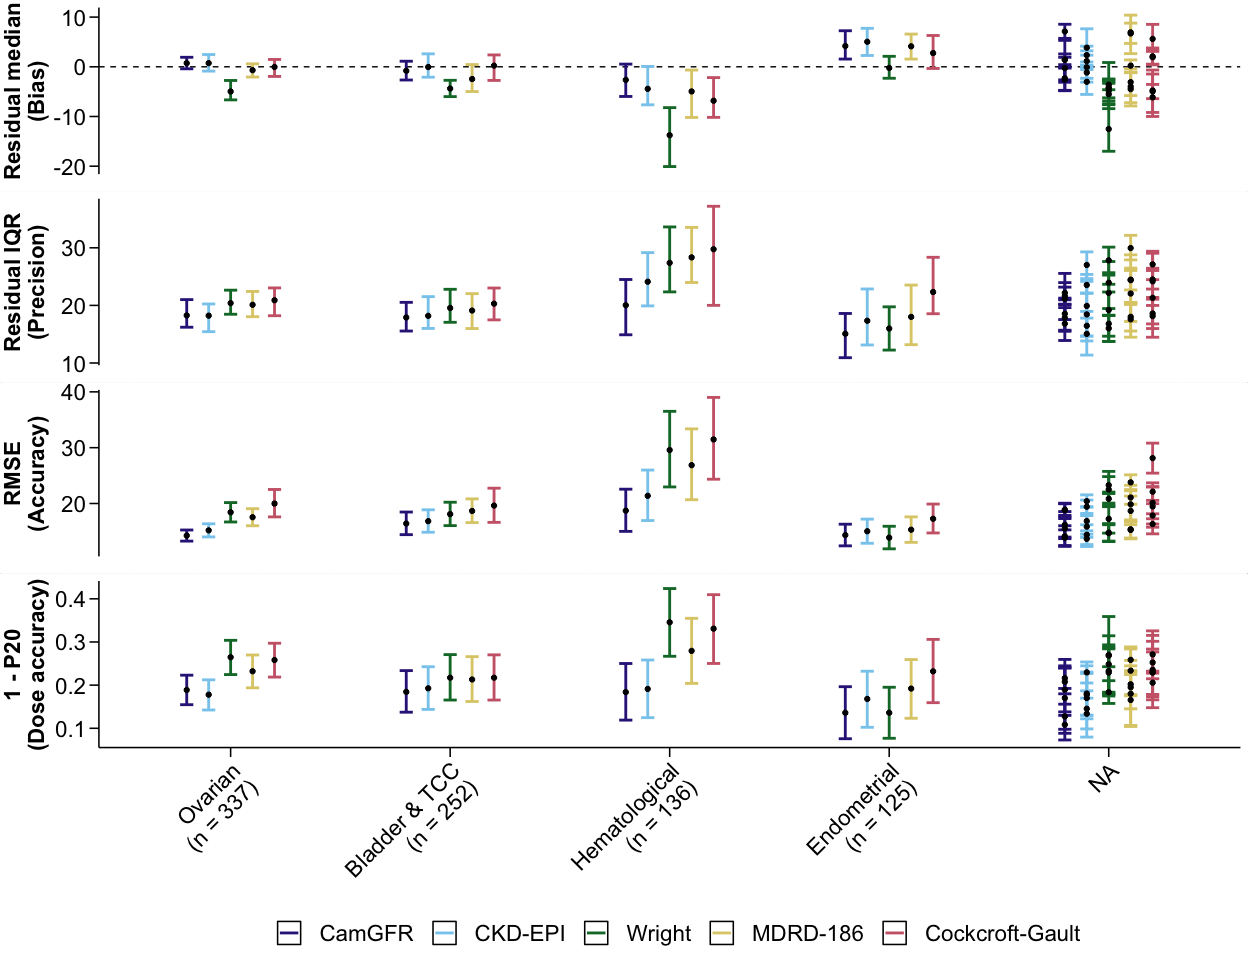 Residual median
(Bias)
10
0
-10
-20
Residual IQR
(Precision)
30
20
10
RMSE
(Accuracy)
40
30
20
1 - P20
(Dose accuracy)
0.4
0.3
0.2
0.1
Ovarian
(n = 337)
Bladder & TCC
(n = 252)
Hematological
(n = 136)
Endometrial
(n = 125)
NA
CamGFR
CKD-EPI
Wright
MDRD-186
Cockcroft-Gault